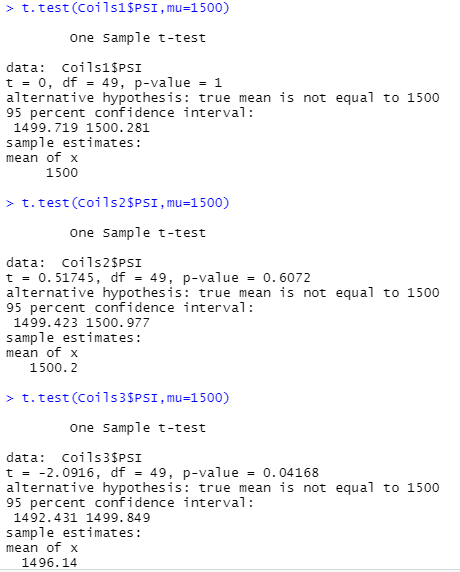 > t.test(Coils1$PSI,mu=1500)
One Sample t-test
data:  Coils1$PSI
t = 0, df = 49, p-value = 1
alternative hypothesis: true mean is not equal to 1500
95 percent confidence interval:
1499.719 1500.281
sample estimates:
mean of x
1500
> t.test(Coils2$PSI,mu=1500)
One Sample t-test
data:  Coils2$PSI
t = 0.51745, df = 49, p-value = 0.6072
alternative hypothesis: true mean is not equal to 1500
95 percent confidence interval:
1499.423 1500.977
sample estimates:
mean of x
1500.2
> t.test(Coils3$PSI,mu=1500)
One Sample t-test
data:  Coils3$PSI
t = -2.0916, df = 49, p-value = 0.04168
alternative hypothesis: true mean is not equal to 1500
95 percent confidence interval:
1492.431 1499.849
sample estimates:
mean of x
1496.14